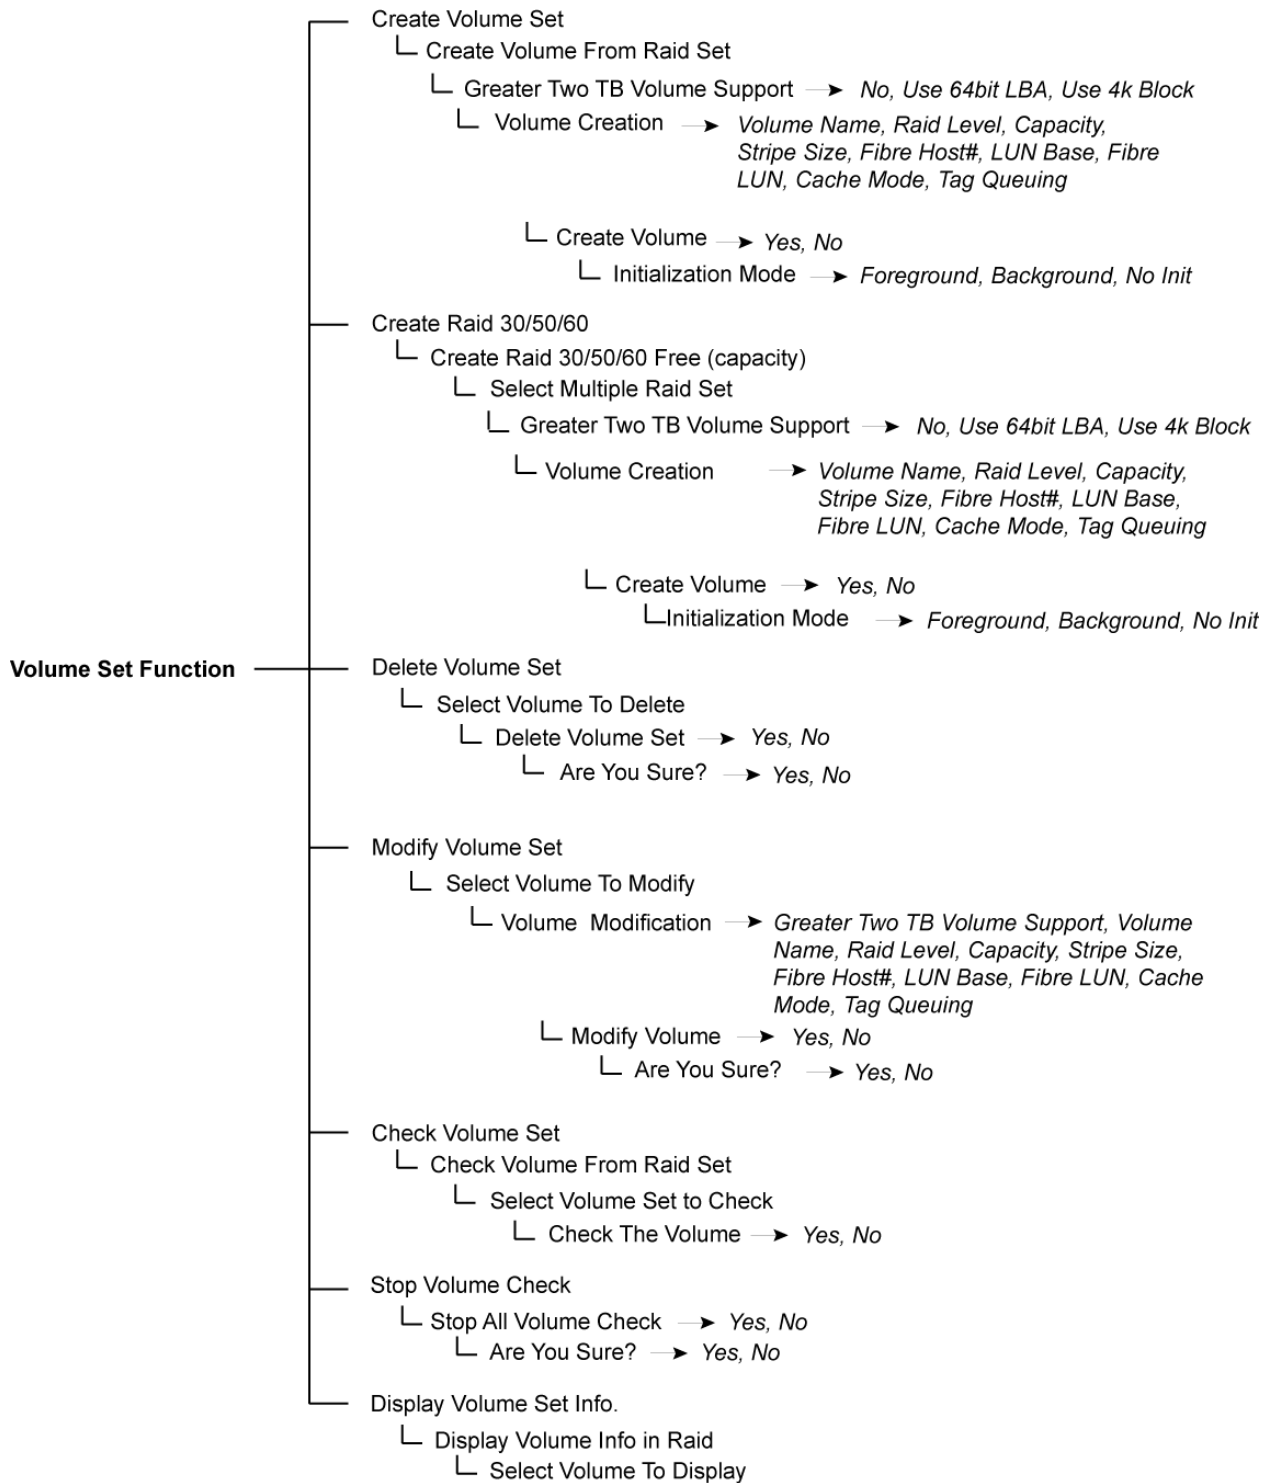 Create Volume Set
Create Volume From Raid Set
Greater Two TB Volume Support No, Use 64bit LBA, Use 4k Block
Volume Creation Volume Name, Raid Level, Capacity,
Stripe Size, Fibre Host#, LUN Base, Fibre
LUN, Cache Mode, Tag Queuing
Create Volume Yes, No
Initialization Mode Foreground, Background, No Init
Create Raid 30/50/60
Create Raid 30/50/60 Free (capacity)
Select Multiple Raid Set
Greater Two TB Volume Support No, Use 64bit LBA, Use 4k Block
Volume Creation Volume Name, Raid Level, Capacity,
Stripe Size, Fibre Host#, LUN Base,
Fibre LUN, Cache Mode, Tag Queuing
Create Volume Yes, No
Initialization Mode Foreground, Background, No Init
Volume Set Function
Delete Volume Set
Select Volume To Delete
Delete Volume Set Yes, No
Are You Sure? Yes, No
Modify Volume Set
Select Volume To Modify
Volume Modification Greater Two TB Volume Support, Volume
Name, Raid Level, Capacity, Stripe Size,
Fibre Host#, LUN Base, Fibre LUN, Cache
Mode, Tag Queuing
Modify Volume Yes, No
Are You Sure? Yes, No
Check Volume Set
Check Volume From Raid Set
Select Volume Set to Check
Check The Volume Yes, No
Stop Volume Check
Stop All Volume Check Yes, No
Are You Sure? Yes, No
Display Volume Set Info.
Display Volume Info in Raid
Select Volume To Display